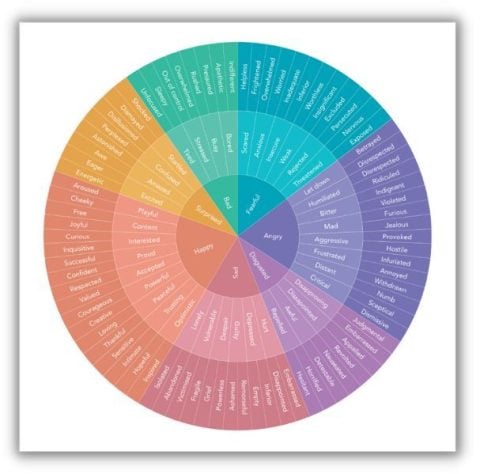 Bad
Fearful
Angry
Disgusted
Sad
Happy
Surprised
Tired
Stressed
Busy
Bored
Scared
Anxious
Insecure
Weak
Rejected
Threatened
Let down
Humiliated
Bitter
Mad
Aggressive
Frustrated
Distant
Critical
Disapproving
Disappointed
Awful
Repelled
Hurt
Depressed
Guilty
Despair
Vulnerable
Lonely
Optimistic
Trusting
Peaceful
Powerful
Accepted
Proud
Interested
Content
Playful
Excited
Amazed
Confused
Startled
Unfocused
Sleepy
Out of control
Overwhelmed
Rushed
Pressured
Apathetic
Indifferent
Helpless
Frightened
Overwhelmed
Worried
Inadequate
Inferior
Worthless
Insignificant
Excluded
Persecuted
Nervous
Exposed
Betrayed
Disrespected
Disrespected
Ridiculed
Indignant
Violated
Furious
Jealous
Provoked
Hostile
Infuriated
Annoyed
Withdrawn
Numb
Sceptical
Dismissive
Judgmental
Embarrassed
Appalled
Revolted
Nauseated
Detestable
Horrified
Hesitant
Embarrassed
Disappointed
Inferior
Empty
Remorseful
Ashamed
Powerless
Grief
Fragile
Victimised
Abandoned
Isolated
Inspired
Hopeful
Intimate
Sensitive
Thankful
Loving
Creative
Courageous
Valued
Respected
Confident
Successful
Inquisitive
Curious
Joyful
Free
Cheeky
Aroused
Energetic
Eager
Awe
Astonished
Perplexed
Disillusioned
Dismayed
Shocked